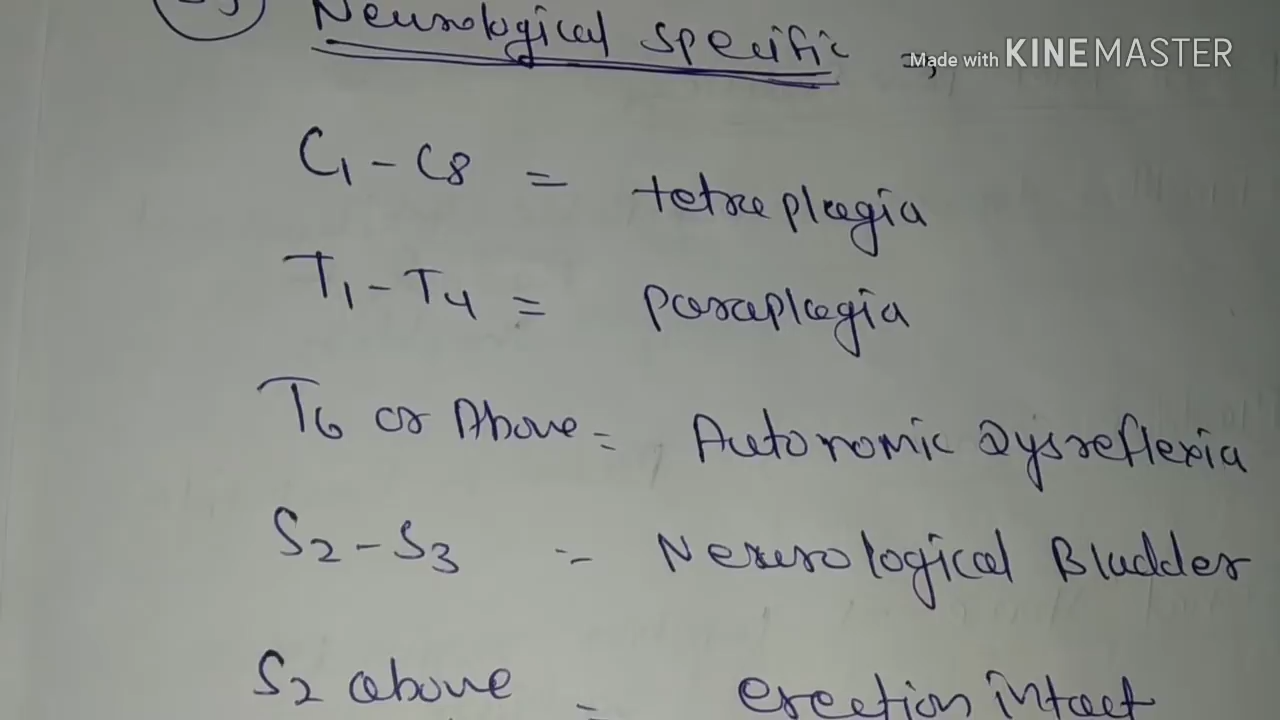 Neurological specific =,
Made with KINEMASTER
C1 - C8 = tetraplegia
T1 - T4 = paraplegia
T6 or Above = Autonomic Dysreflexia
S2 - S3 = Neurological Bladder
S2 above = erection intact